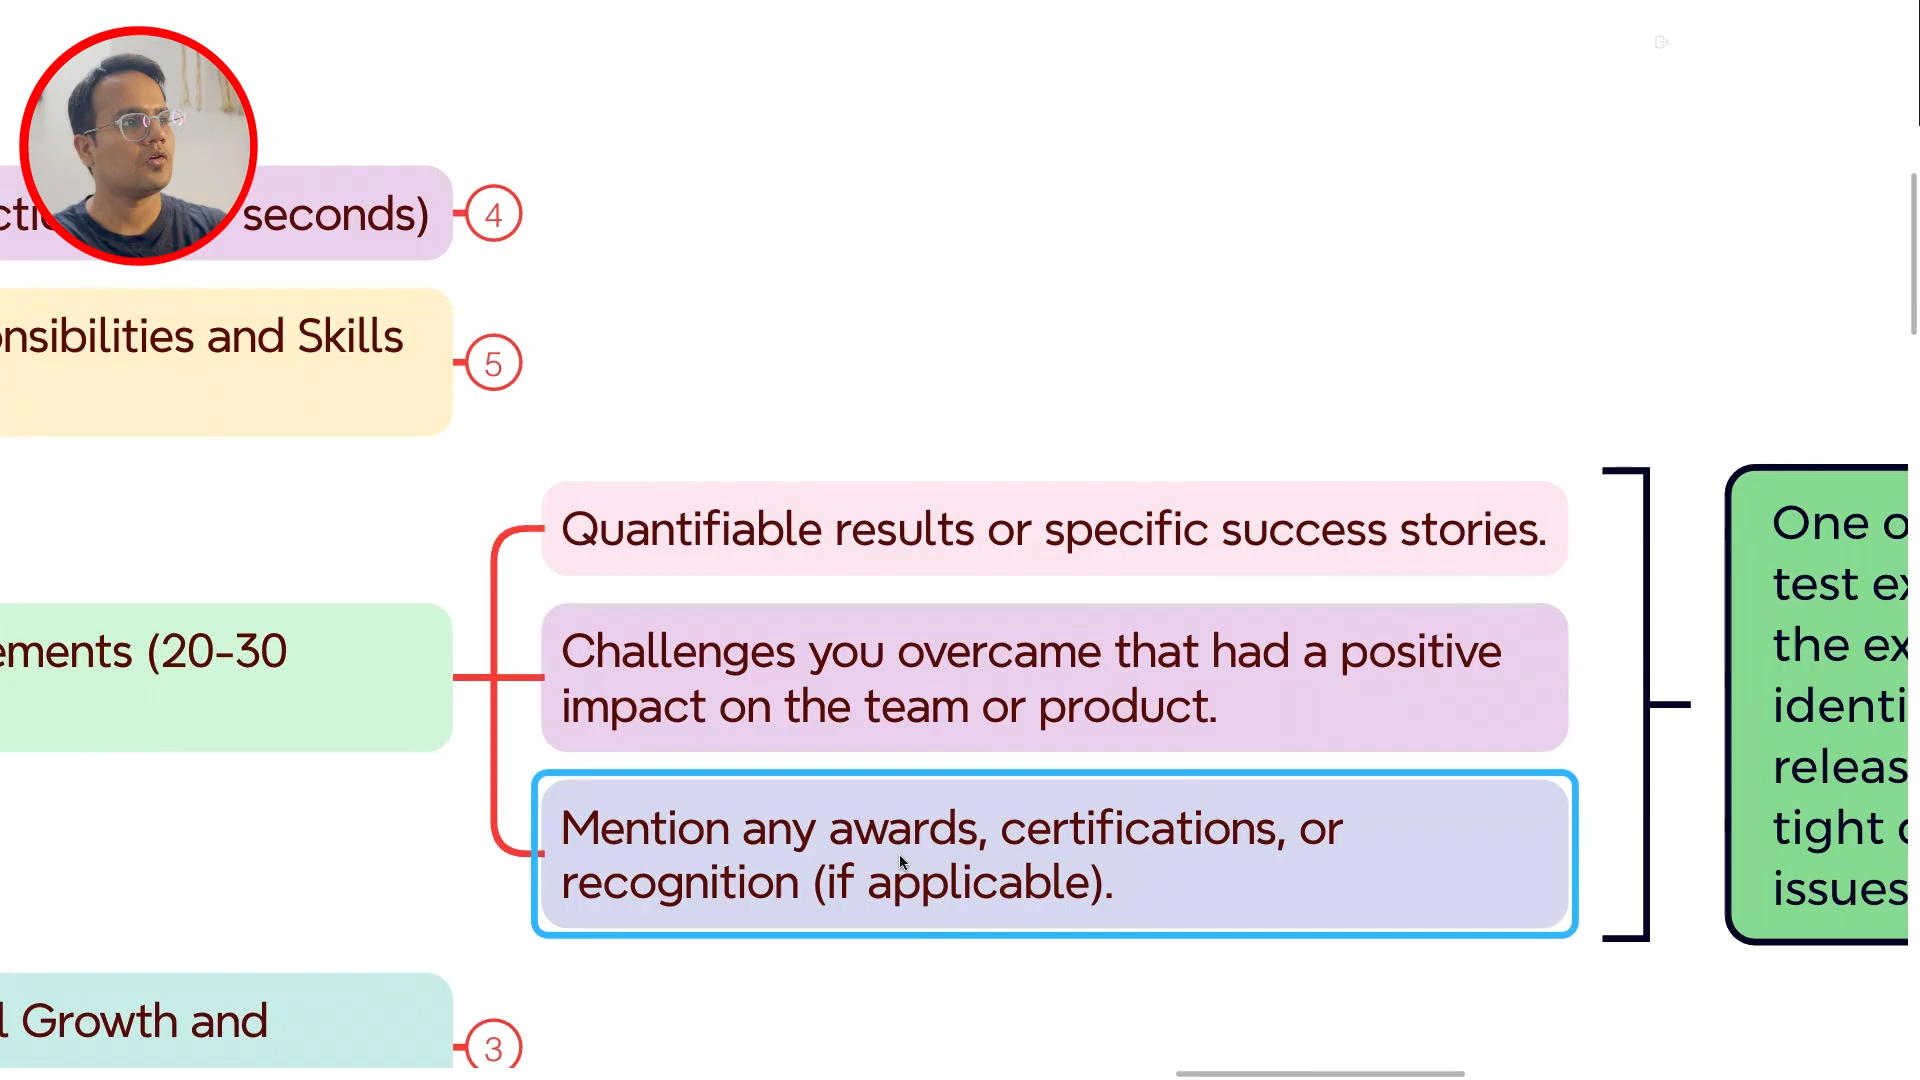 seconds)
4
nsibilities and Skills
5
Quantifiable results or specific success stories.
ements (20-30
Challenges you overcame that had a positive
impact on the team or product.
Mention any awards, certifications, or
recognition (if applicable).
One o
test ex
the ex
identi
releas
tight
issues
l Growth and
3